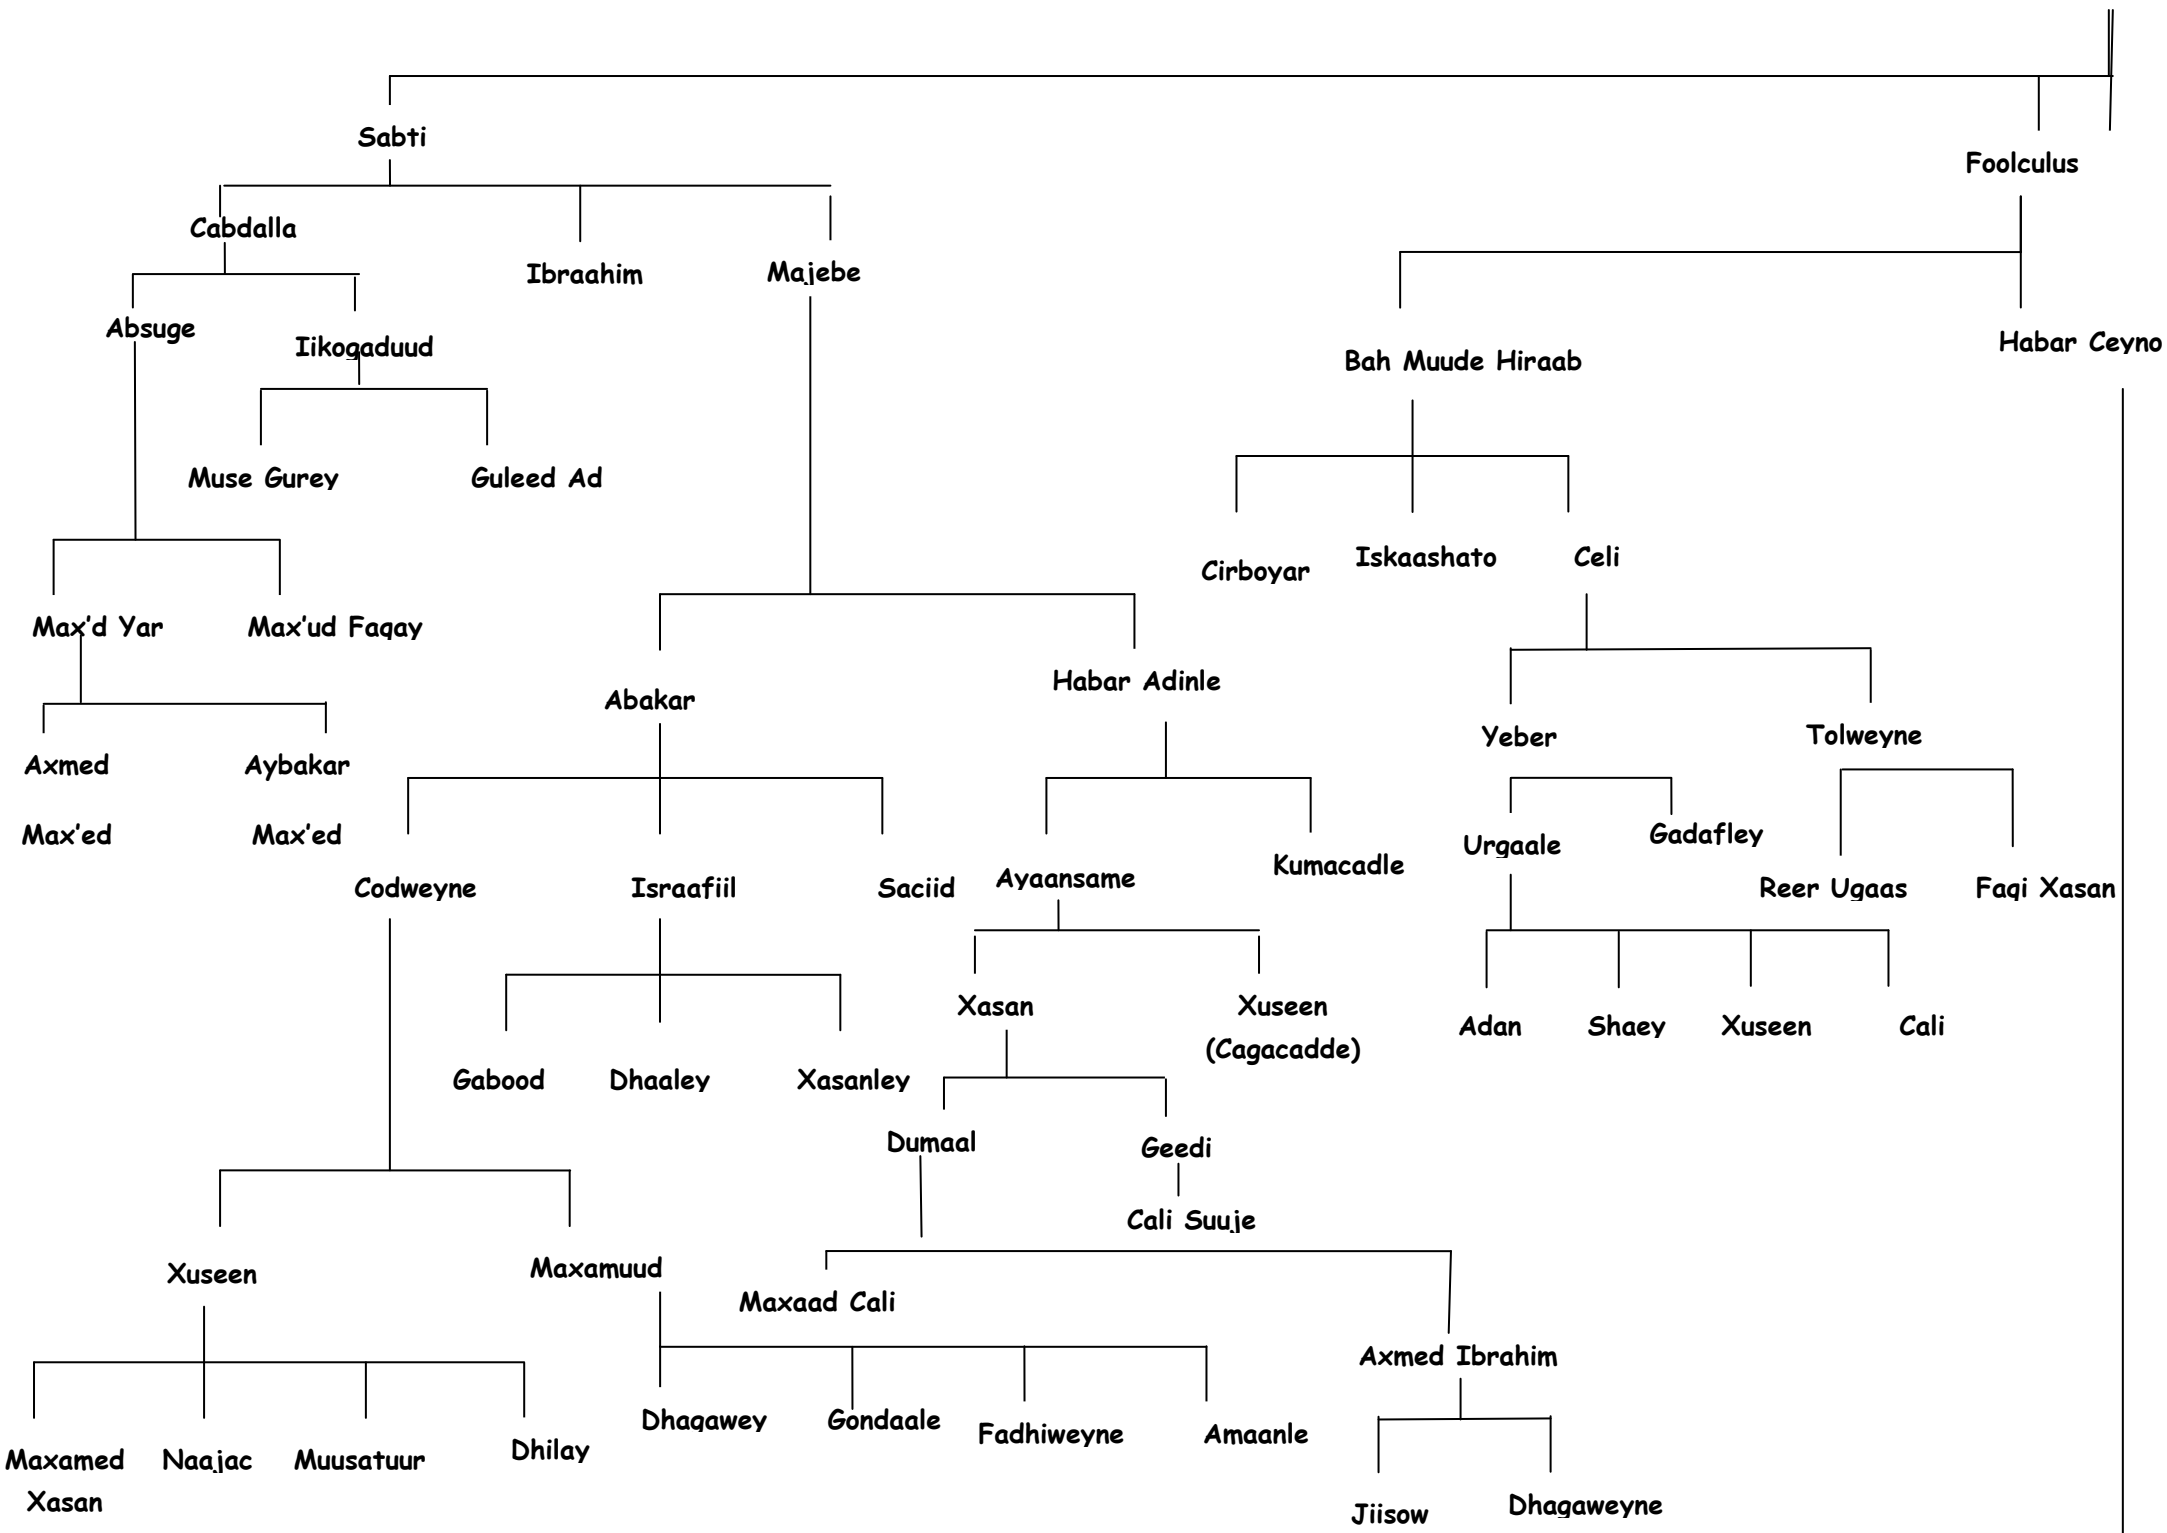 Sabti
Foolculus
Cabdalla
Ibraahim
Majebe
Absuge
Iikogaduud
Bah Muude Hiraab
Habar Ceyno
Muse Gurey
Guleed Ad
Cirboyar
Iskaashato
Celi
Max’d Yar
Max’ud Faqay
Abakar
Habar Adinle
Yeber
Tolweyne
Axmed
Aybakar
Max’ed
Max’ed
Urgaale
Gadafley
Codweyne
Israafiil
Saciid
Ayaansame
Kumacadle
Reer Ugaas
Faqi Xasan
Xasan
Xuseen
(Cagacadde)
Adan
Shaey
Xuseen
Cali
Gabood
Dhaaley
Xasanley
Dumaal
Geedi
Cali Suuje
Xuseen
Maxamuud
Maxaad Cali
Axmed Ibrahim
Dhagawey
Gondaale
Fadhiweyne
Amaanle
Maxamed
Xasan
Naajac
Muusatuur
Dhilay
Jiisow
Dhagaweyne